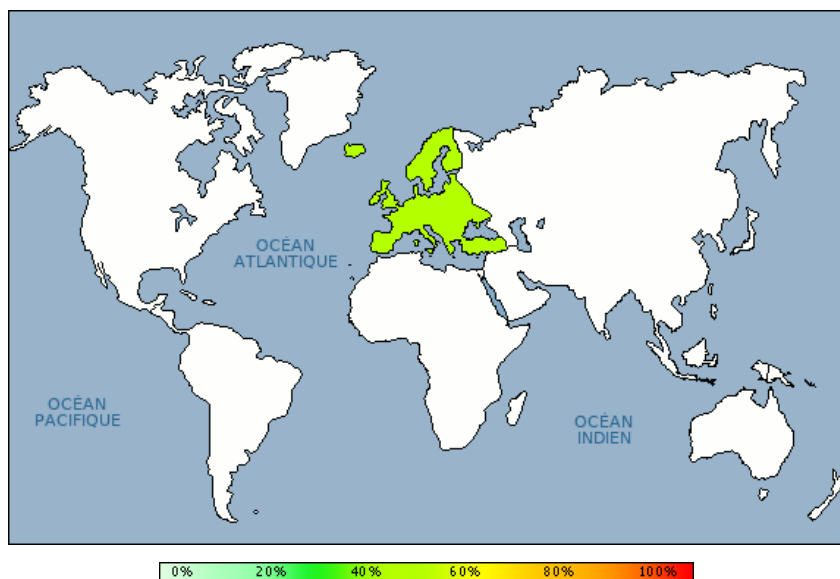 OCÉAN
ATLANTIQUE
OCÉAN
PACIFIQUE
OCÉAN
INDIEN
0% 20% 40% 60% 80% 100%